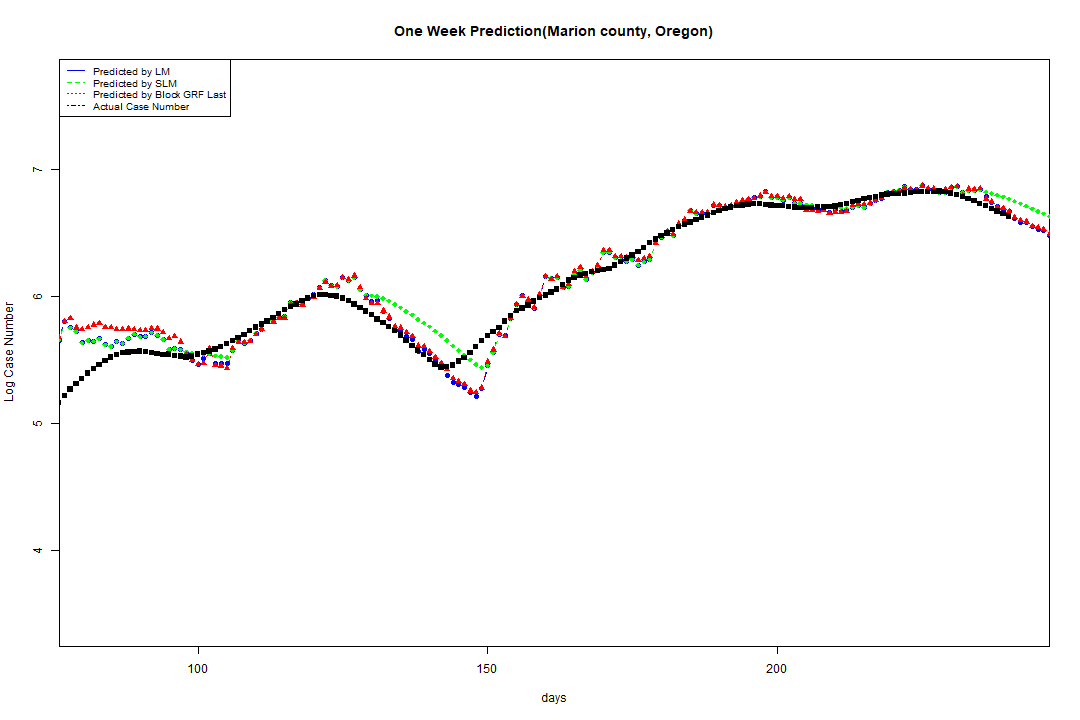 One Week Prediction(Marion county, Oregon)
Predicted by LM
Predicted by SLM
Predicted by Block GRF Last
Actual Case Number
7
6
5
4
Log Case Number
100 150 200
days